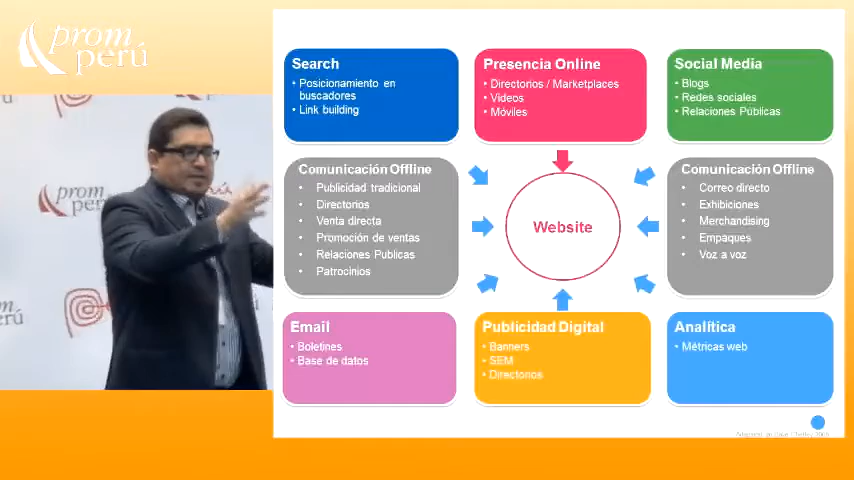 prom
perú
Search
• Posicionamiento en
buscadores
• Link building
Presencia Online
• Directorios / Marketplaces
• Videos
• Móviles
Social Media
• Blogs
• Redes sociales
• Relaciones Públicas
Comunicación Offline
• Publicidad tradicional
• Directorios
• Venta directa
• Promoción de ventas
• Relaciones Publicas
• Patrocinios
Website
Comunicación Offline
• Correo directo
• Exhibiciones
• Merchandising
• Empaques
• Voz a voz
Email
• Boletines
• Base de datos
Publicidad Digital
• Banners
• SEM
• Directorios
Analítica
• Métricas web
prom
perú
erú